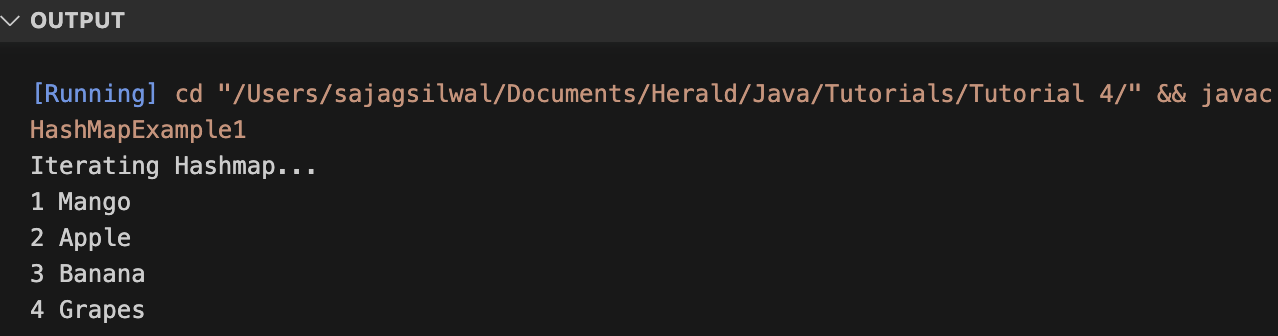 OUTPUT
[Running] cd "/Users/sajagsilwal/Documents/Herald/Java/Tutorials/Tutorial 4/" && javac
HashMapExample1
Iterating Hashmap...
1 Mango
2 Apple
3 Banana
4 Grapes